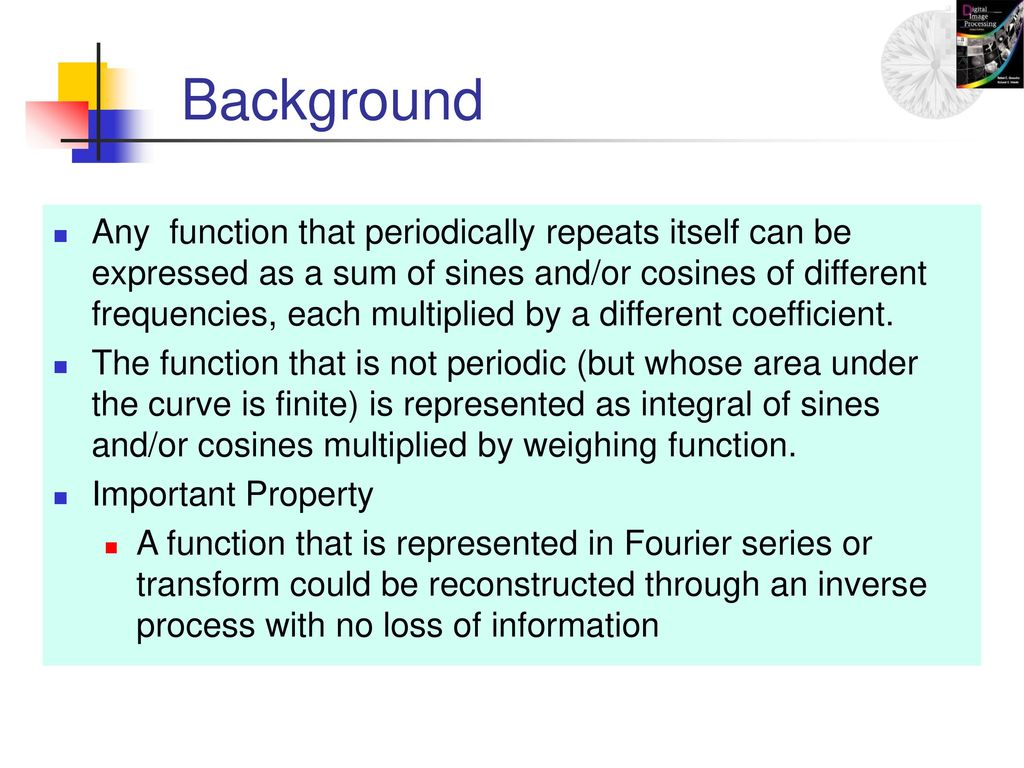 Digital
Image
Processing
Background
Any function that periodically repeats itself can be
expressed as a sum of sines and/or cosines of different
frequencies, each multiplied by a different coefficient.
The function that is not periodic (but whose area under
the curve is finite) is represented as integral of sines
and/or cosines multiplied by weighing function.
Important Property
A function that is represented in Fourier series or
transform could be reconstructed through an inverse
process with no loss of information